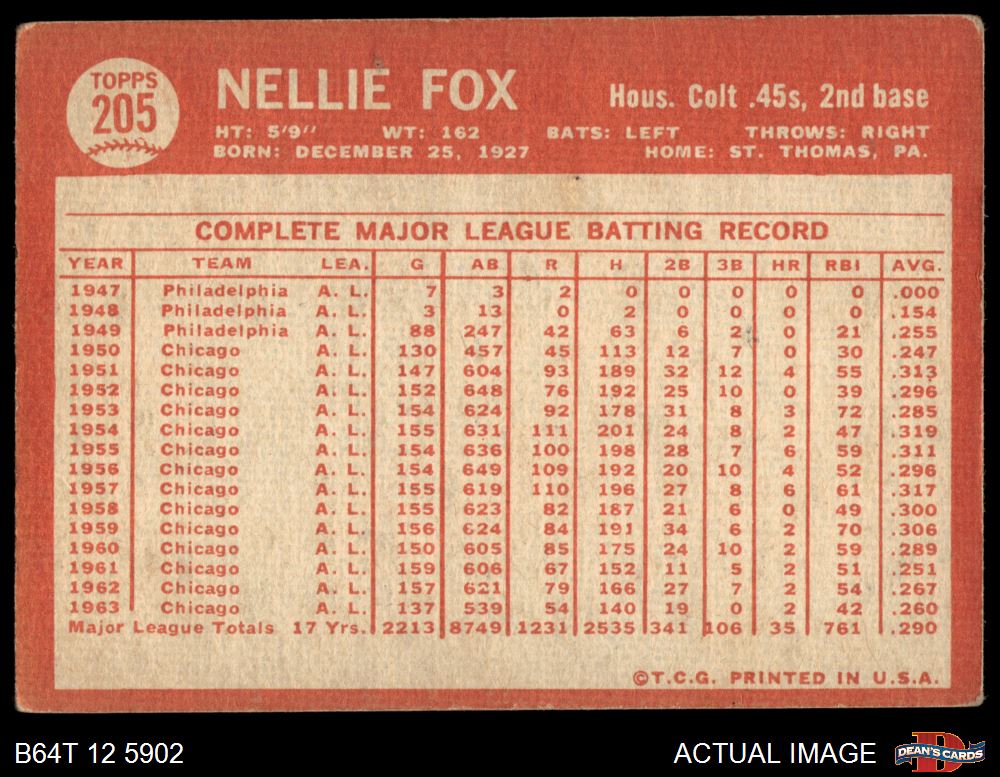 TOPPS
205
NELLIE FOX
Hous. Colt .45s, 2nd base
HT: 5'9" WT: 162 BATS: LEFT THROWS: RIGHT
BORN: DECEMBER 25, 1927 HOME: ST. THOMAS, PA.
COMPLETE MAJOR LEAGUE BATTING RECORD
YEAR TEAM LEA. G AB R H 2B 3B HR RBI AVG.
1947 Philadelphia A. L. 7 3 2 0 0 0 0 0 .000
1948 Philadelphia A. L. 3 13 0 2 0 0 0 0 .154
1949 Philadelphia A. L. 88 247 42 63 6 2 0 21 .255
1950 Chicago A. L. 130 457 45 113 12 7 0 30 .247
1951 Chicago A. L. 147 604 93 189 32 12 4 55 .313
1952 Chicago A. L. 152 648 76 192 25 10 0 39 .296
1953 Chicago A. L. 154 624 92 178 31 8 3 72 .285
1954 Chicago A. L. 155 631 111 201 24 8 2 47 .319
1955 Chicago A. L. 154 636 100 198 28 7 6 59 .311
1956 Chicago A. L. 154 649 109 192 20 10 4 52 .296
1957 Chicago A. L. 155 619 110 196 27 8 6 61 .317
1958 Chicago A. L. 155 623 82 187 21 6 0 49 .300
1959 Chicago A. L. 156 624 84 191 34 6 2 70 .306
1960 Chicago A. L. 150 605 85 175 24 10 2 59 .289
1961 Chicago A. L. 159 606 67 152 11 5 2 51 .251
1962 Chicago A. L. 157 621 79 166 27 7 2 54 .267
1963 Chicago A. L. 137 539 54 140 19 0 2 42 .260
Major League Totals 17 Yrs. 2213 8749 1231 2535 341 106 35 761 .290
©T.C.G. PRINTED IN U.S.A.
B64T 12 5902 ACTUAL IMAGE DEAN'S CARDS